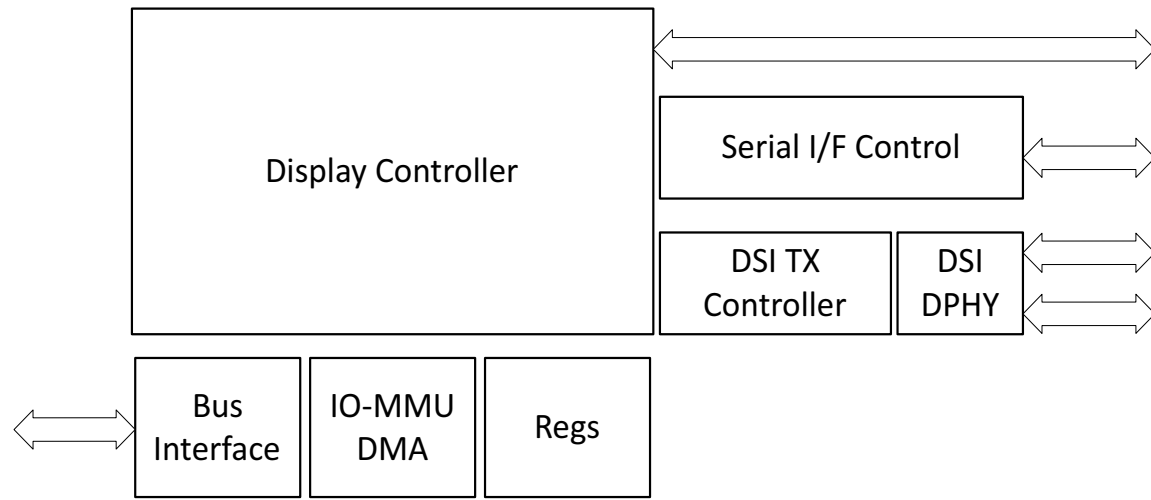 Display Controller
Serial I/F Control
DSI TX
Controller
DSI
DPHY
Bus
Interface
IO-MMU
DMA
Regs